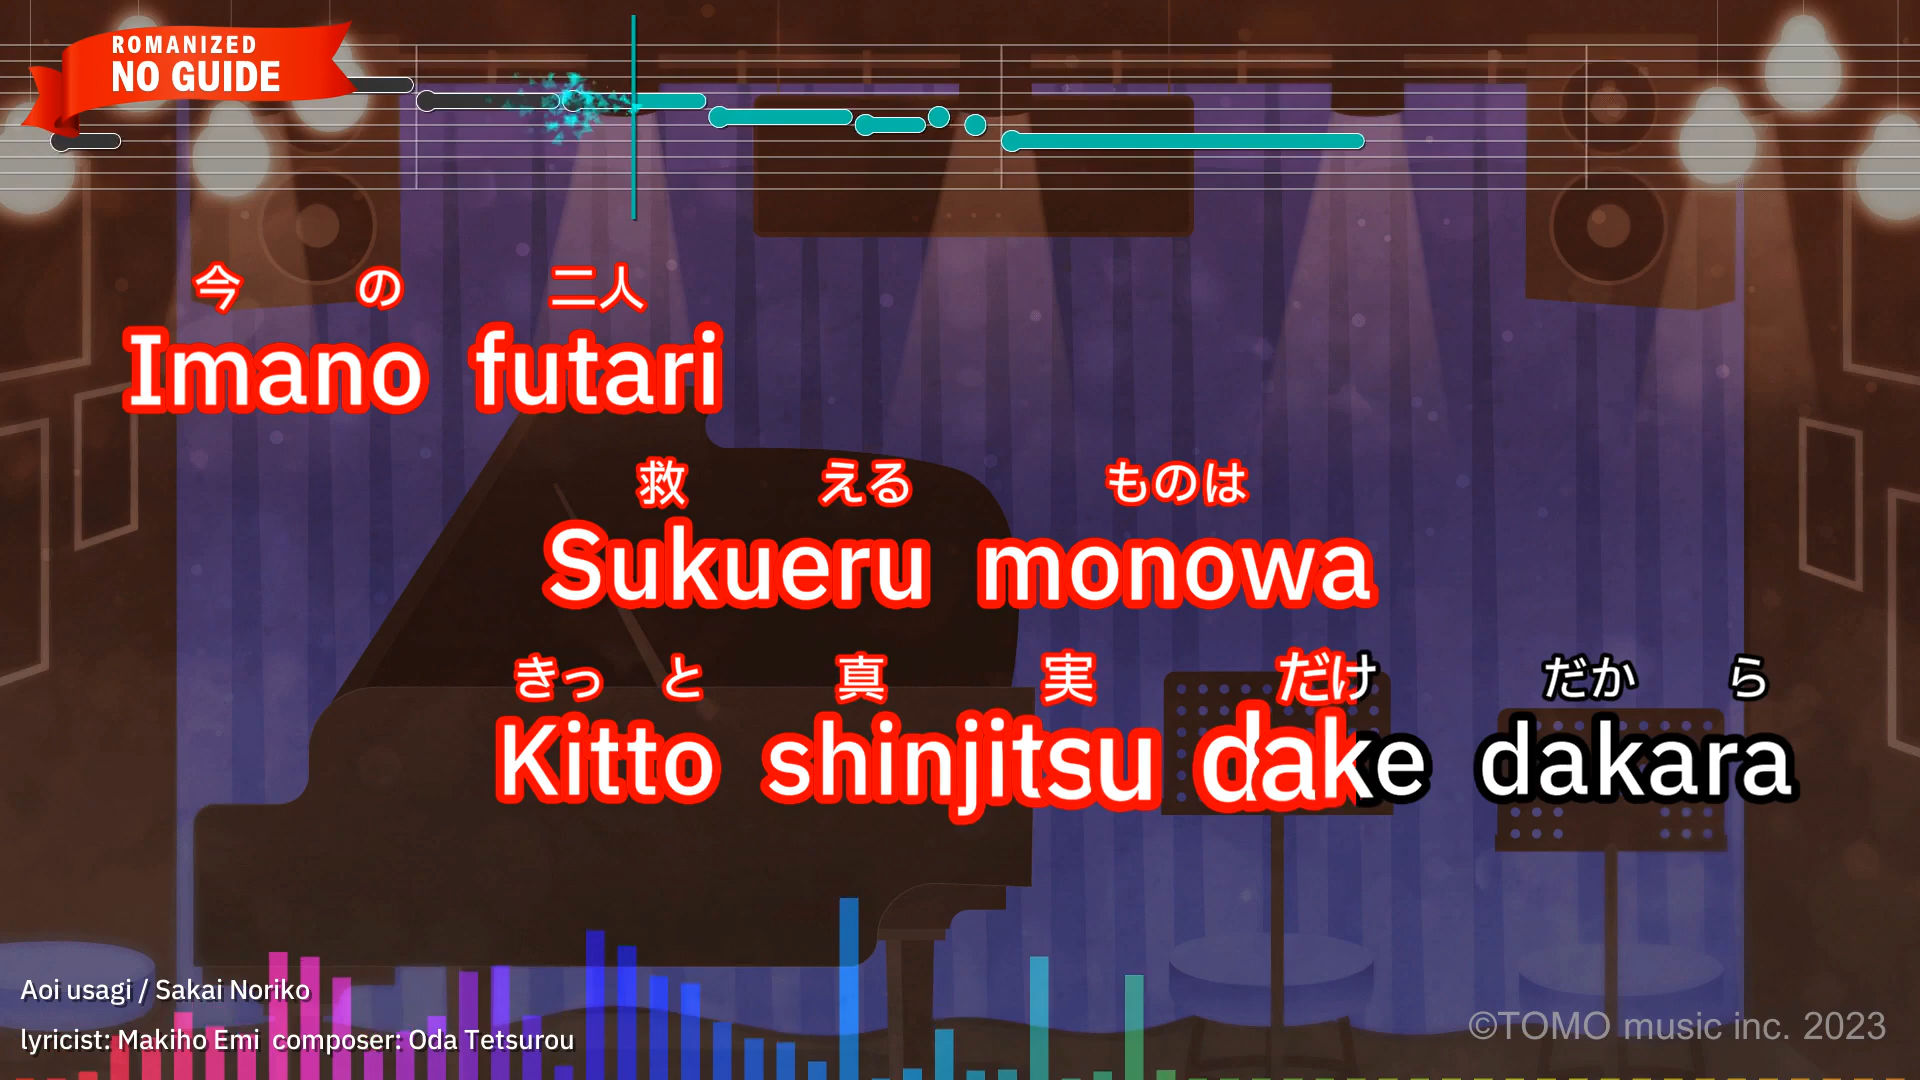 ROMANIZED
NO GUIDE
今の二人
Imano futari
救えるものは
Sukueru monowa
きっと真実だけだから
Kitto shinjitsu dake dakara
Aoi usagi / Sakai Noriko
lyricist: Makiho Emi composer: Oda Tetsurou
©TOMO music inc. 2023